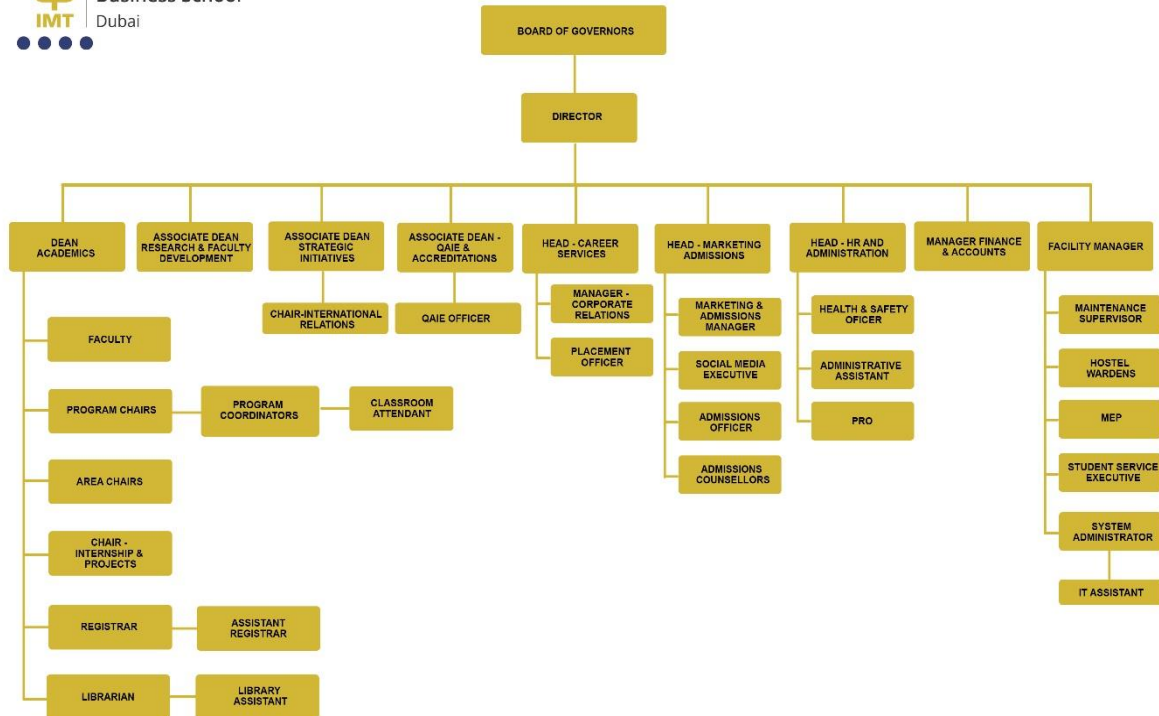 Business School
IMT
Dubai
BOARD OF GOVERNORS
DIRECTOR
DEAN
ACADEMICS
ASSOCIATE DEAN
RESEARCH & FACULTY
DEVELOPMENT
ASSOCIATE DEAN
STRATEGIC
INITIATIVES
ASSOCIATE DEAN -
QAIE &
ACCREDITATIONS
HEAD - CAREER
SERVICES
HEAD - MARKETING
ADMISSIONS
HEAD - HR AND
ADMINISTRATION
MANAGER FINANCE
& ACCOUNTS
FACILITY MANAGER
FACULTY
PROGRAM CHAIRS
PROGRAM
COORDINATORS
CLASSROOM
ATTENDANT
AREA CHAIRS
CHAIR -
INTERNSHIP &
PROJECTS
REGISTRAR
ASSISTANT
REGISTRAR
LIBRARIAN
LIBRARY
ASSISTANT
CHAIR-INTERNATIONAL
RELATIONS
QAIE OFFICER
MANAGER -
CORPORATE
RELATIONS
PLACEMENT
OFFICER
MARKETING &
ADMISSIONS
MANAGER
SOCIAL MEDIA
EXECUTIVE
ADMISSIONS
OFFICER
ADMISSIONS
COUNSELLORS
HEALTH & SAFETY
OFICER
ADMINISTRATIVE
ASSISTANT
PRO
MAINTENANCE
SUPERVISOR
HOSTEL
WARDENS
MEP
STUDENT SERVICE
EXECUTIVE
SYSTEM
ADMINISTRATOR
IT ASSISTANT